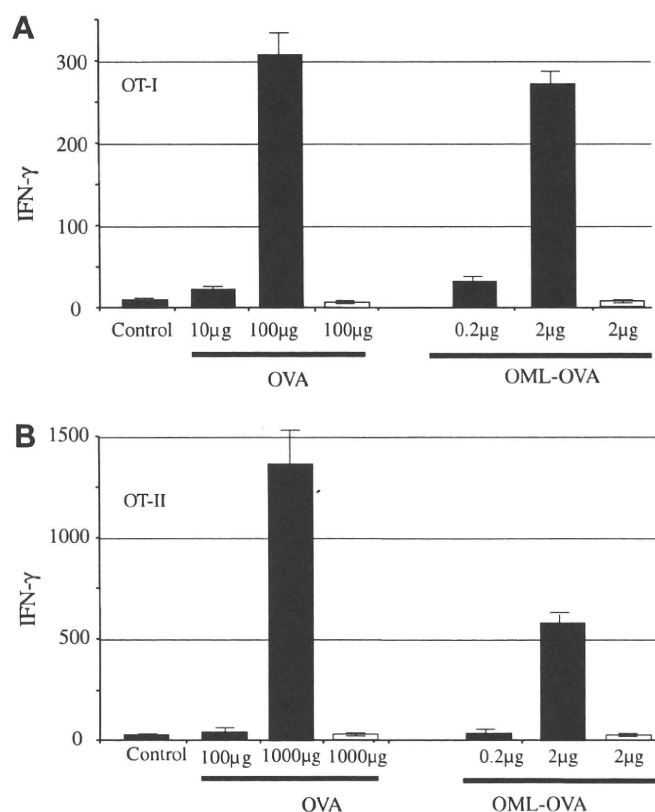 A
OT-I
IFN-γ
300
200
100
0
Control 10µg 100µg 100µg 0.2µg 2µg 2µg
OVA OML-OVA
B
OT-II
IFN-γ
1500
1000
500
0
Control 100µg 1000µg 1000µg 0.2µg 2µg 2µg
OVA OML-OVA